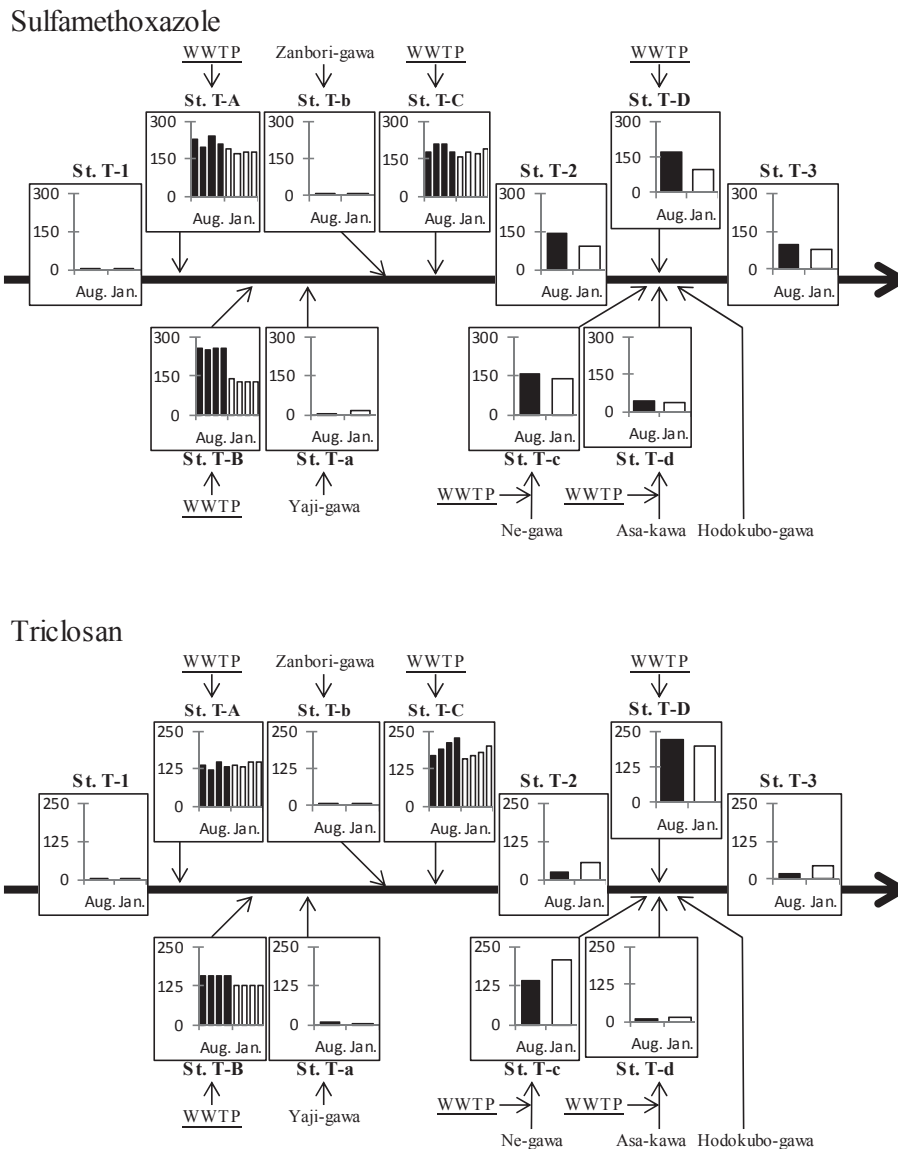 Sulfamethoxazole
WWTP Zanbori-gawa WWTP WWTP
St. T-A St. T-b St. T-C St. T-D
300 300 300 300
150 150 150 150
0 0 0 0
Aug. Jan. Aug. Jan. Aug. Jan. Aug. Jan.
St. T-1 St. T-2 St. T-3
300 300 300
150 150 150
0 0 0
Aug. Jan. Aug. Jan. Aug. Jan.
300 300 300 300
150 150 150 150
0 0 0 0
Aug. Jan. Aug. Jan. Aug. Jan. Aug. Jan.
St. T-B St. T-a St. T-c St. T-d
WWTP Yaji-gawa WWTP WWTP
Ne-gawa Asa-kawa Hodokubo-gawa
Triclosan
WWTP Zanbori-gawa WWTP WWTP
St. T-A St. T-b St. T-C St. T-D
250 250 250 250
125 125 125 125
0 0 0 0
Aug. Jan. Aug. Jan. Aug. Jan. Aug. Jan.
St. T-1 St. T-2 St. T-3
250 250 250
125 125 125
0 0 0
Aug. Jan. Aug. Jan. Aug. Jan.
250 250 250 250
125 125 125 125
0 0 0 0
Aug. Jan. Aug. Jan. Aug. Jan. Aug. Jan.
St. T-B St. T-a St. T-c St. T-d
WWTP Yaji-gawa WWTP WWTP
Ne-gawa Asa-kawa Hodokubo-gawa